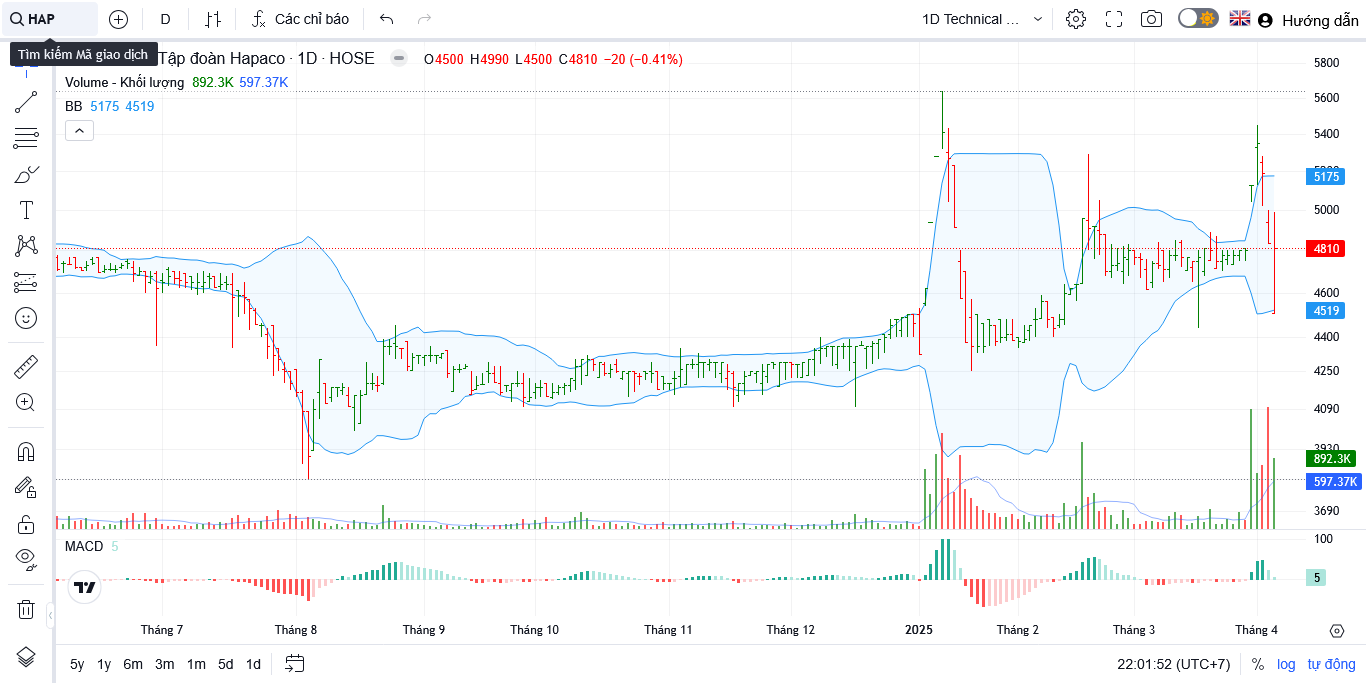 HAP
D
Các chỉ báo
1D Technical ...
Hướng dẫn
Tìm kiếm Mã giao dịch
Tập đoàn Hapaco · 1D · HOSE
O4500 H4990 L4500 C4810 −20 (−0.41%)
Volume - Khối lượng 892.3K 597.37K
BB 5175 4519
5800
5600
5400
5175
5000
4810
4600
4519
4400
4250
4090
3930
892.3K
597.37K
3690
MACD 5
100
5
Tháng 7
Tháng 8
Tháng 9
Tháng 10
Tháng 11
Tháng 12
2025
Tháng 2
Tháng 3
Tháng 4
5y 1y 6m 3m 1m 5d 1d
22:01:52 (UTC+7)
% log tự động